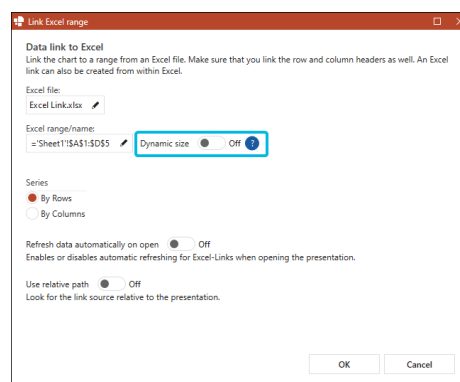 Link Excel range
Data link to Excel
Link the chart to a range from an Excel file. Make sure that you link the row and column headers as well. An Excel
link can also be created from within Excel.
Excel file:
Excel Link.xlsx
Excel range/name:
='Sheet1'!$A$1:$D$5 Dynamic size Off ?
Series
By Rows
By Columns
Refresh data automatically on open Off
Enables or disables automatic refreshing for Excel-Links when opening the presentation.
Use relative path Off
Look for the link source relative to the presentation.
OK Cancel